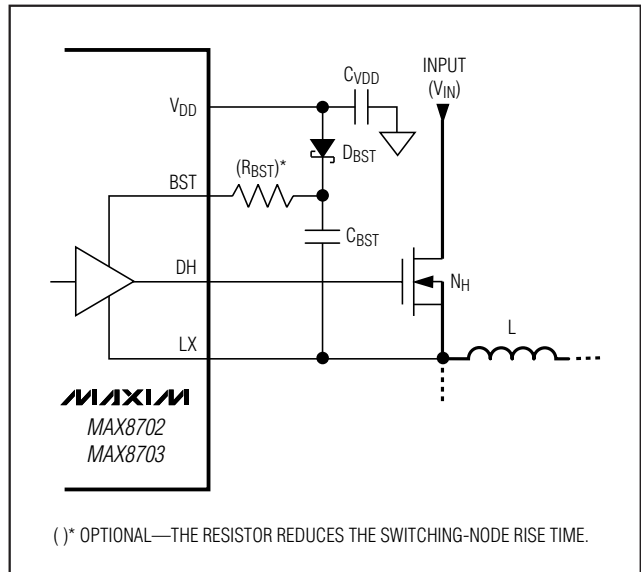 CVDD
INPUT
(VIN)
VDD
DBST
(RBST)*
BST
CBST
DH
NH
L
LX
MAXIM
MAX8702
MAX8703
( )* OPTIONAL—THE RESISTOR REDUCES THE SWITCHING-NODE RISE TIME.